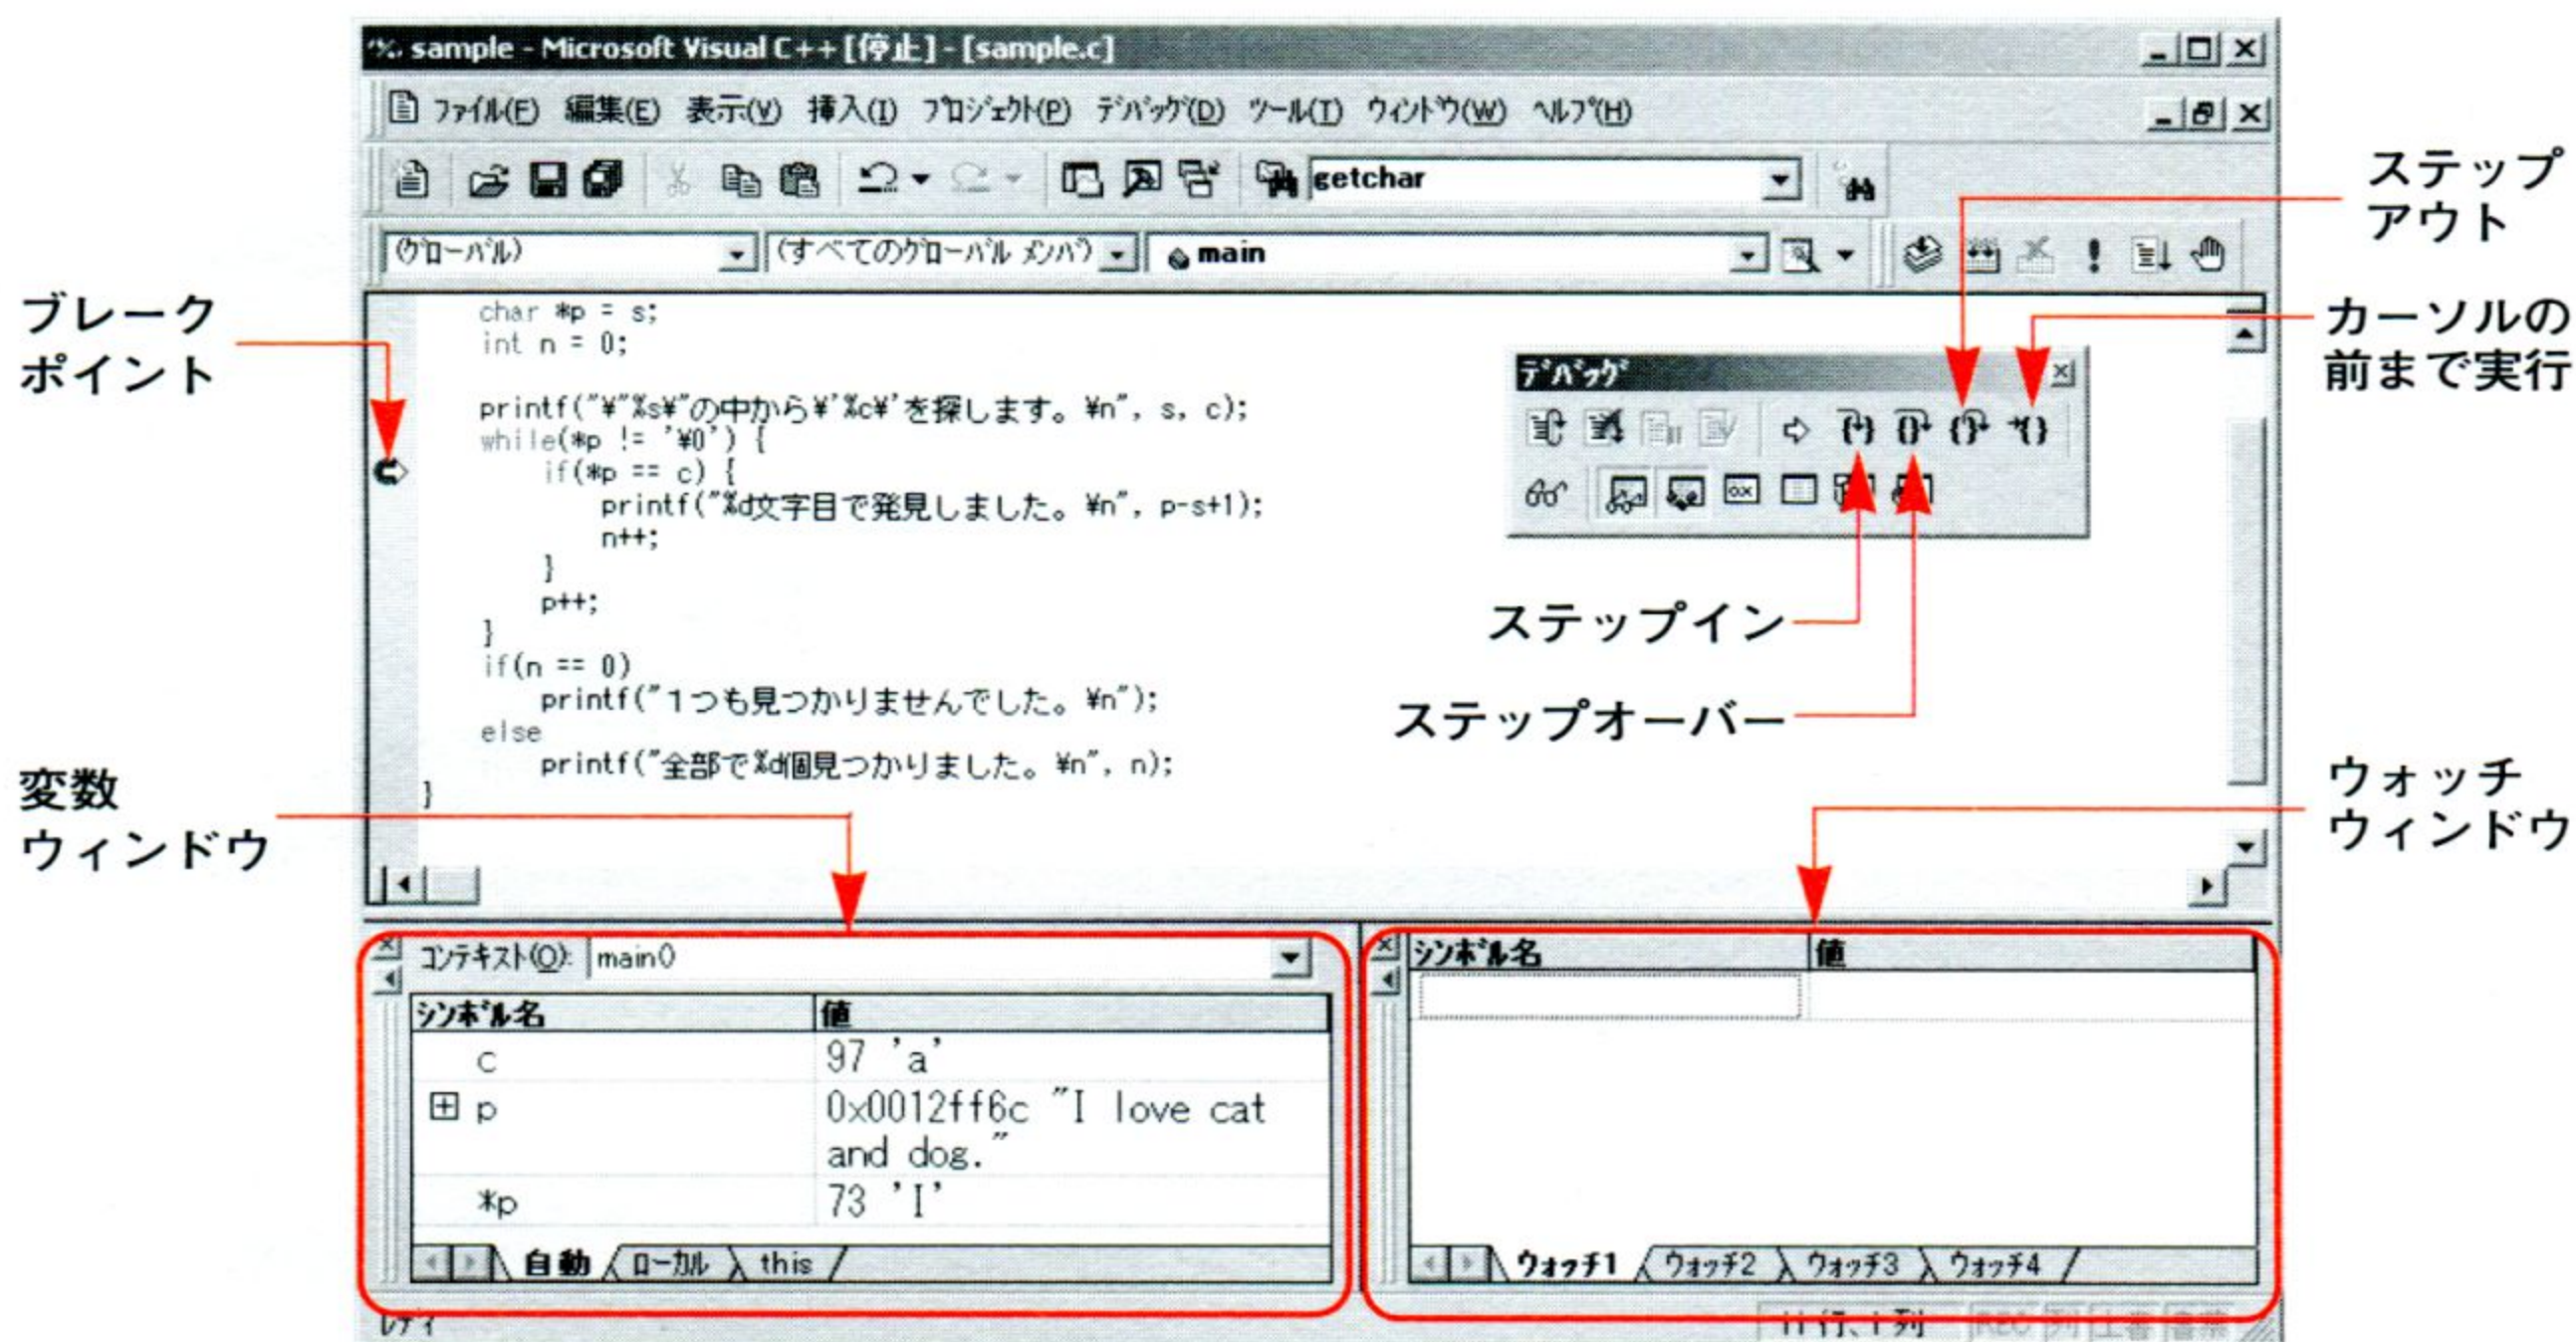 sample - Microsoft Visual C++ [停止] - [sample.c]
ファイル(F) 編集(E) 表示(V) 挿入(I) プロジェクト(P) デバッグ(D) ツール(T) ウィンドウ(W) ヘルプ(H)
getchar
(グローバル) (すべてのグローバル メンバ) main
ステップ
アウト
カーソルの
前まで実行
ブレーク
ポイント
char *p = s;
int n = 0;
printf("¥"%s¥"の中から¥'%c¥'を探します。¥n", s, c);
while(*p != '¥0') {
if(*p == c) {
printf("%d文字目で発見しました。¥n", p-s+1);
n++;
}
p++;
}
if(n == 0)
printf("１つも見つかりませんでした。¥n");
else
printf("全部で%d個見つかりました。¥n", n);
}
デバッグ
ステップイン
ステップオーバー
変数
ウィンドウ
ウォッチ
ウィンドウ
コンテキスト(O): main()
シンボル名 値
c 97 'a'
p 0x0012ff6c "I love cat
and dog."
*p 73 'I'
自動 ローカル this
シンボル名 値
ウォッチ1 ウォッチ2 ウォッチ3 ウォッチ4
レディ
11 行、1 列 REC 列 上書